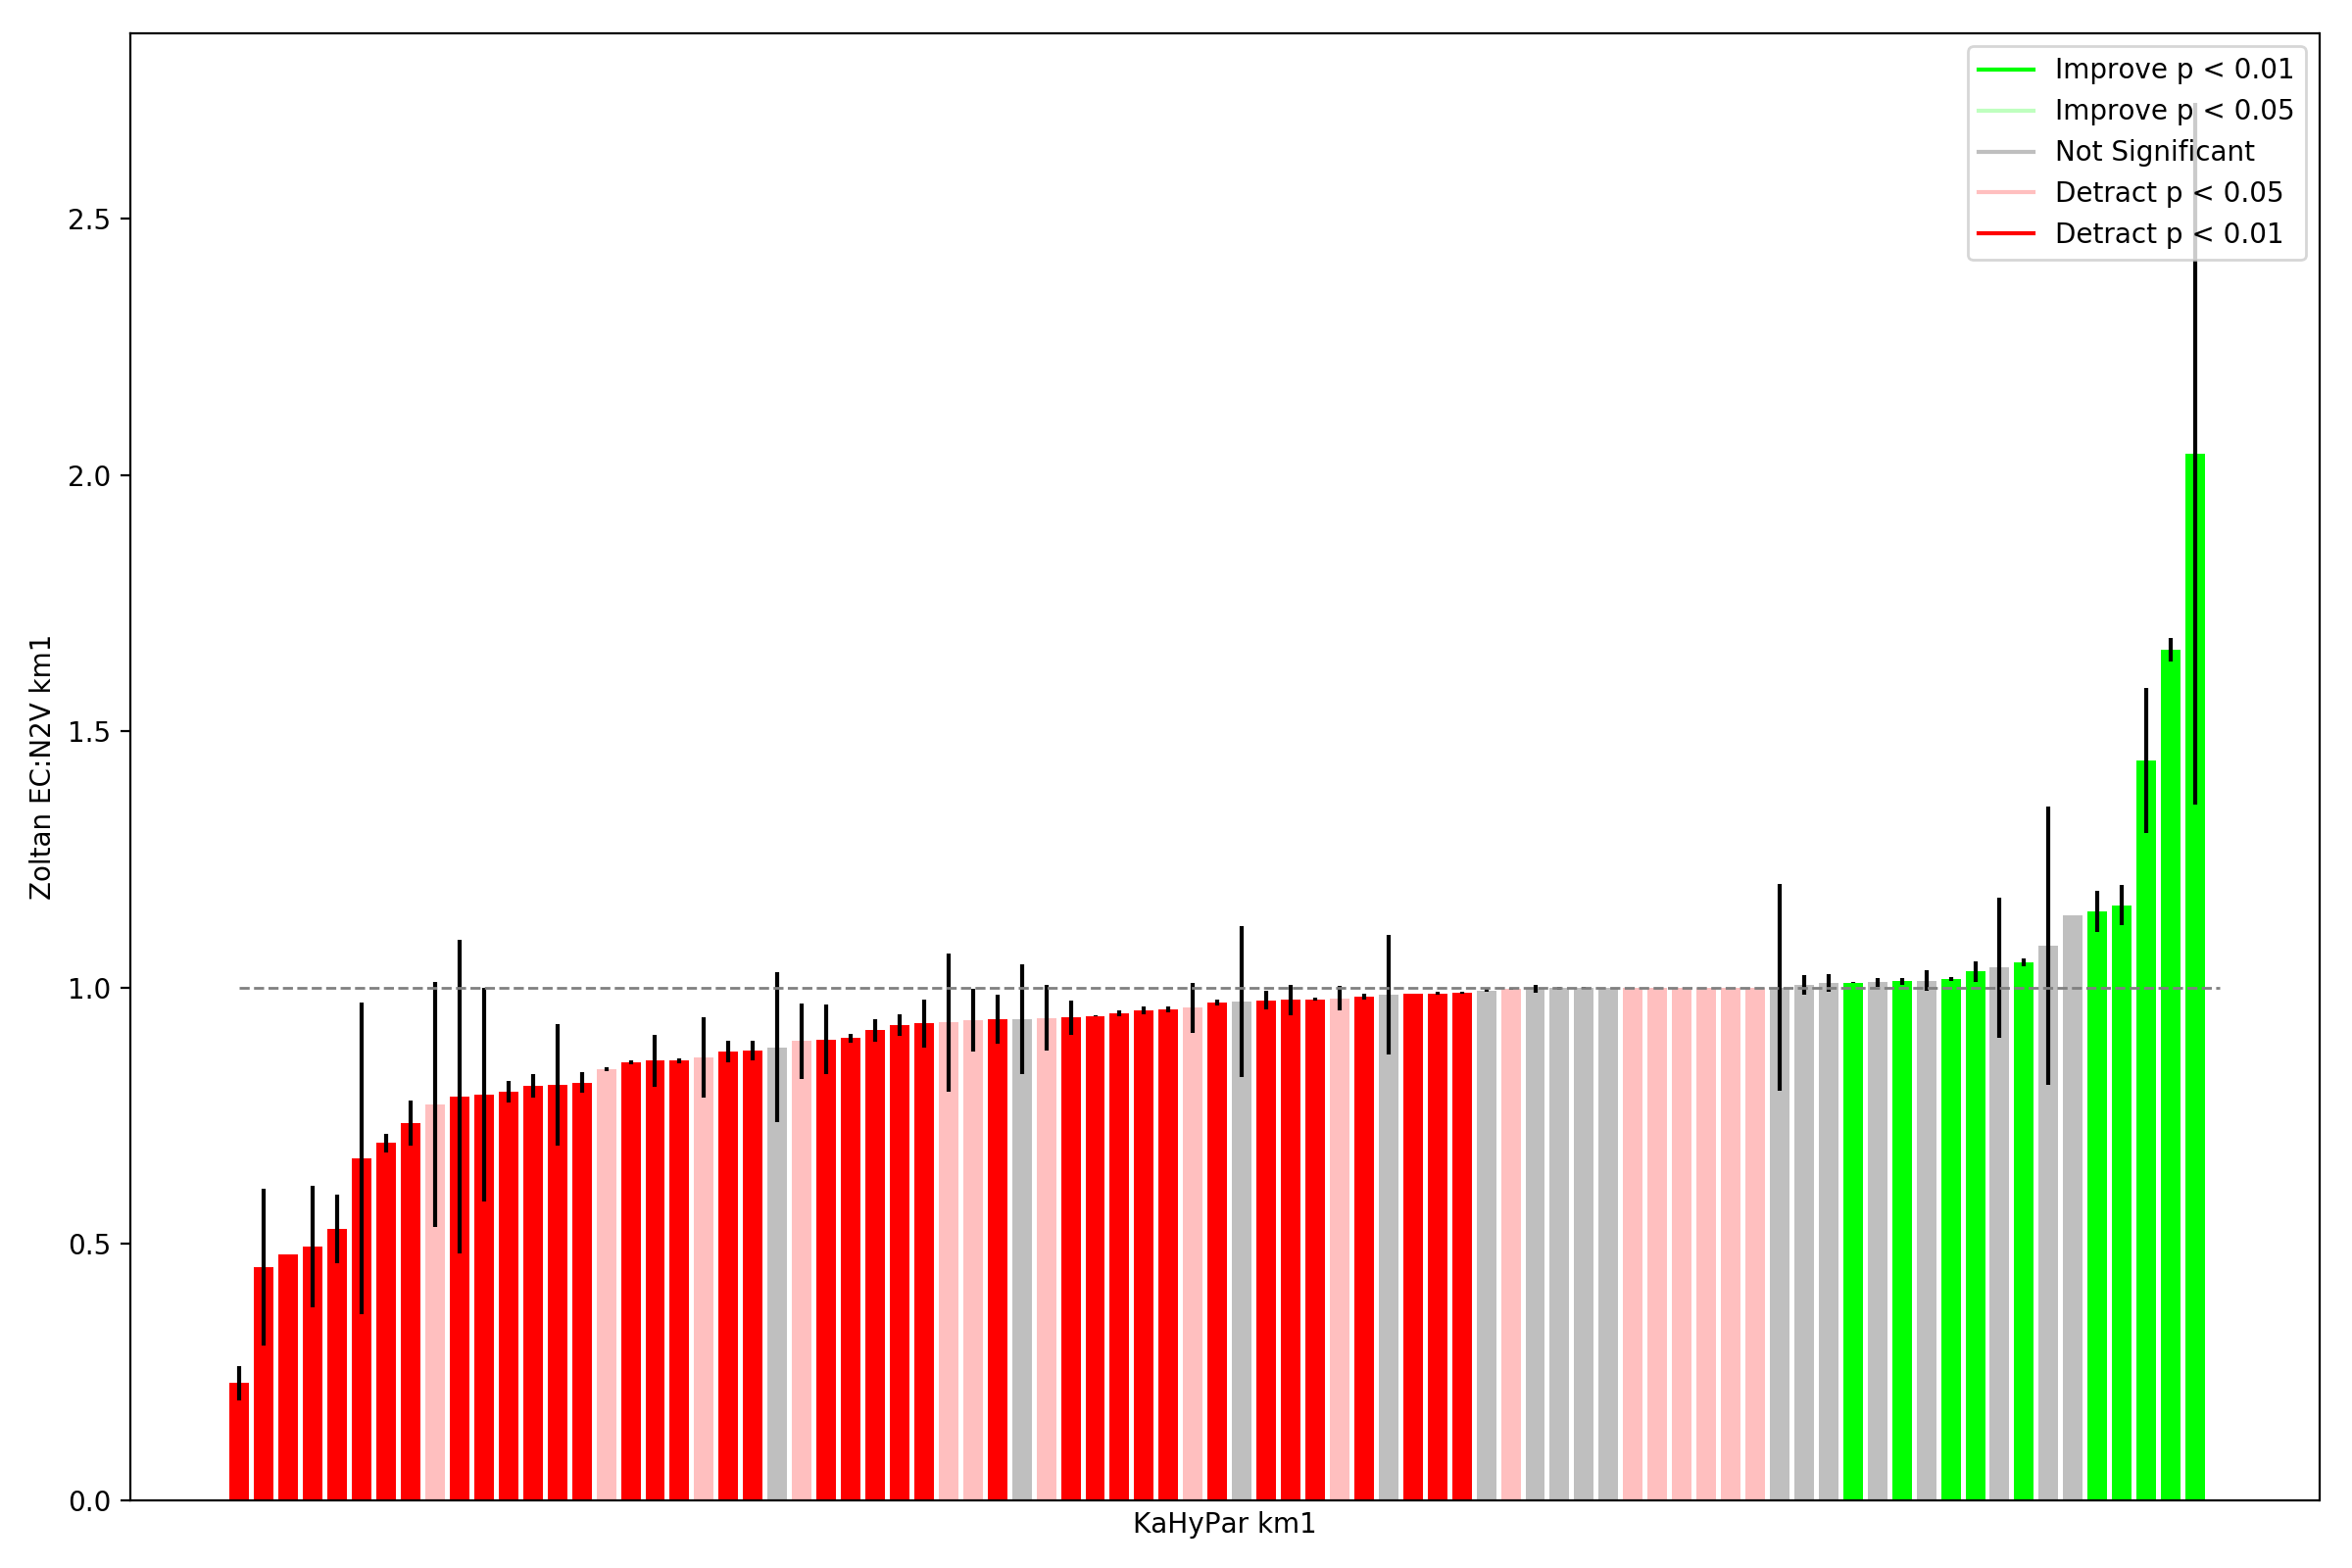 Improve p < 0.01
Improve p < 0.05
Not Significant
Detract p < 0.05
Detract p < 0.01
2.5
2.0
1.5
1.0
0.5
0.0
Zoltan EC:N2V km1
KaHyPar km1